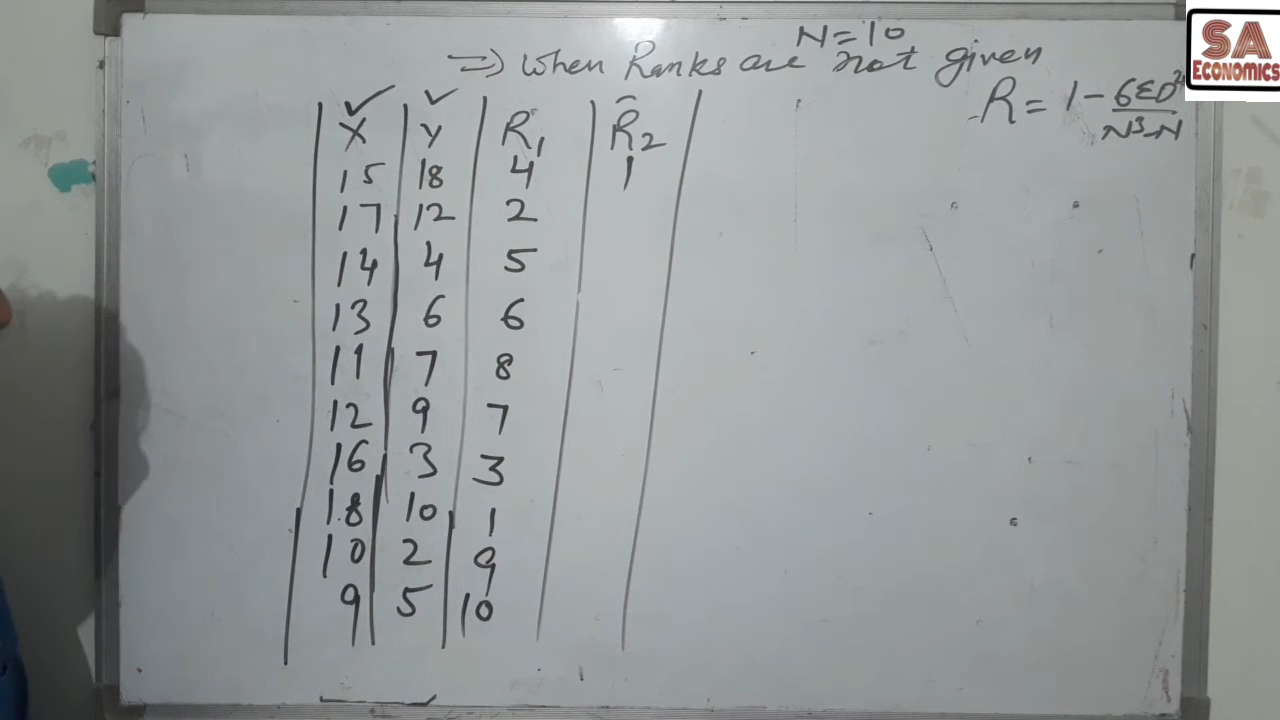 N=10
=> When Ranks are not given
R = 1 - 6ΣD²/N³-N
X Y R₁ R₂
15 18 4 1
17 12 2
14 4 5
13 6 6
11 7 8
12 9 7
16 3 3
18 10 1
10 2 9
9 5 10
SA
ECONOMICS